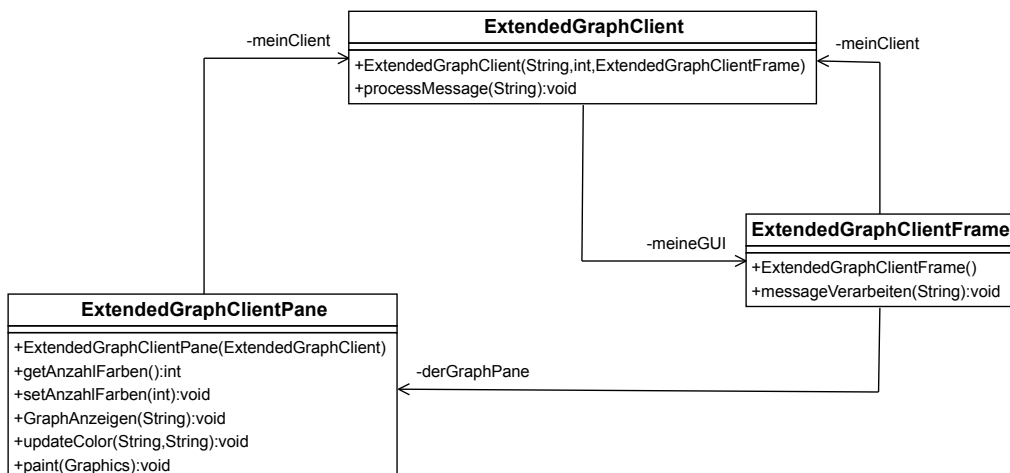 ExtendedGraphClient
-meinClient
-meinClient
+ExtendedGraphClient(String,int,ExtendedGraphClientFrame)
+processMessage(String):void
ExtendedGraphClientFrame
-meineGUI
+ExtendedGraphClientFrame()
+messageVerarbeiten(String):void
ExtendedGraphClientPane
+ExtendedGraphClientPane(ExtendedGraphClient)
+getAnzahlFarben():int
-derGraphPane
+setAnzahlFarben(int):void
+GraphAnzeigen(String):void
+updateColor(String,String):void
+paint(Graphics):void